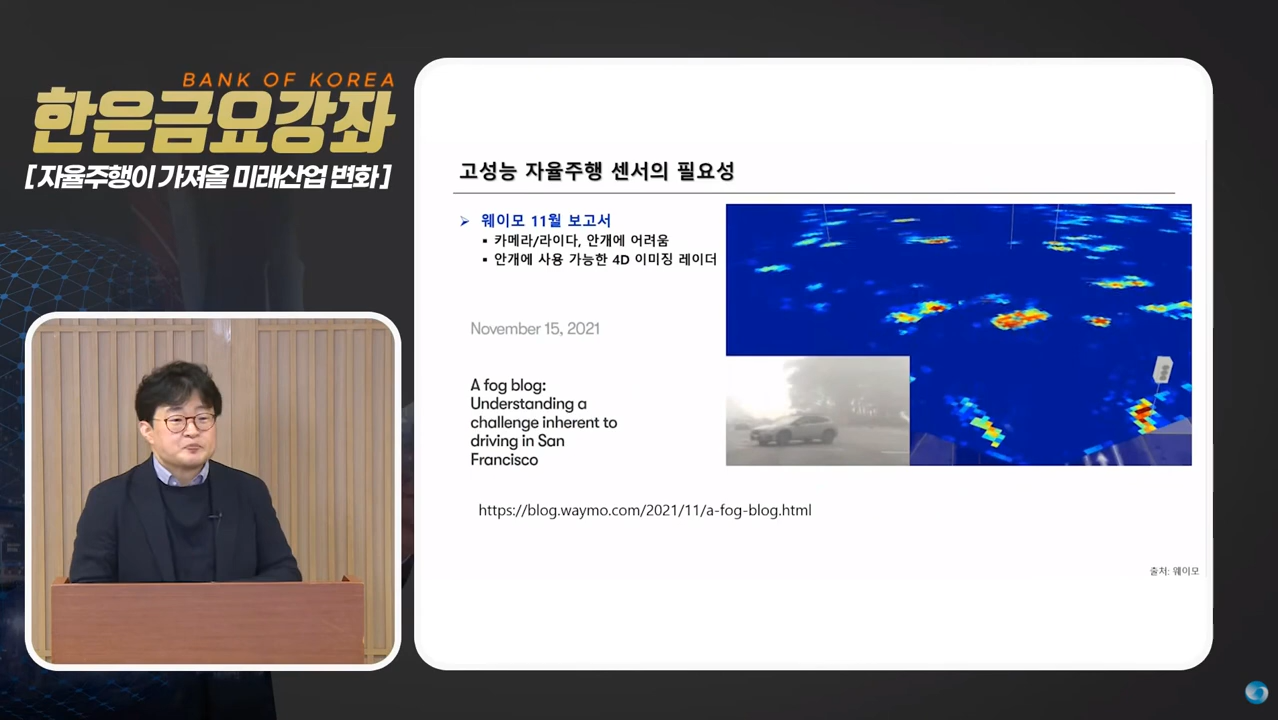 BANK OF KOREA
한은금요강좌
[ 자율주행이 가져올 미래산업 변화 ]
고성능 자율주행 센서의 필요성
➢ 웨이모 11월 보고서
▪ 카메라/라이다, 안개에 어려움
▪ 안개에 사용 가능한 4D 이미징 레이더
November 15, 2021
A fog blog:
Understanding a
challenge inherent to
driving in San
Francisco
https://blog.waymo.com/2021/11/a-fog-blog.html
출처: 웨이모